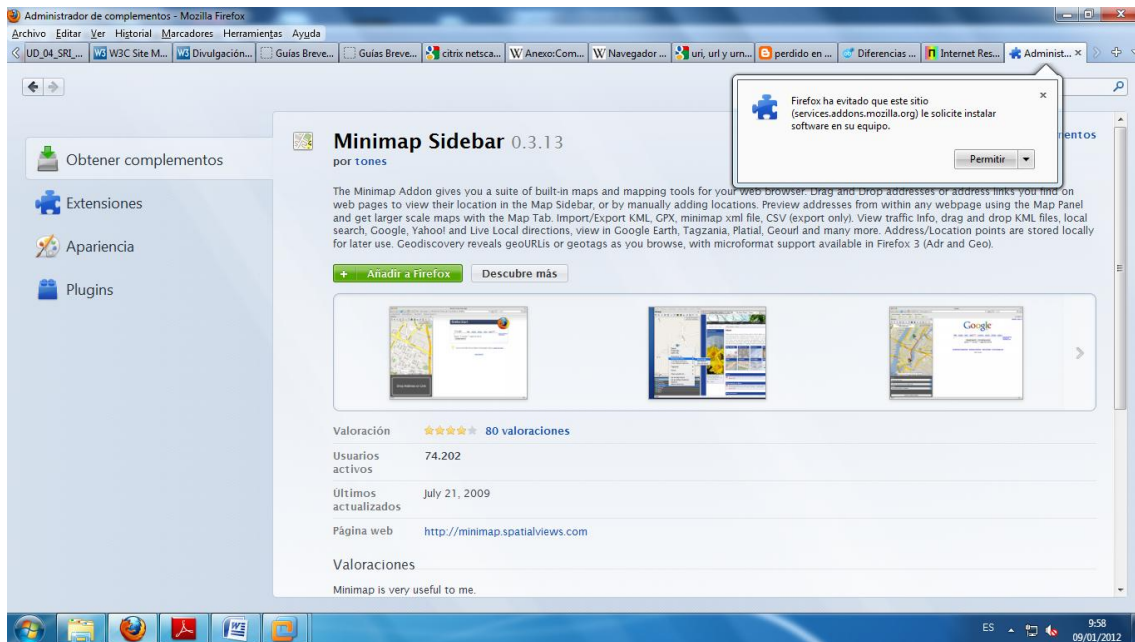 Administrador de complementos - Mozilla Firefox
Archivo Editar Ver Historial Marcadores Herramientas Ayuda
UD_04_SRI_... W3C Site M... Divulgación... Guías Breve... Guías Breve... citrix netsca... Anexo:Com... Navegador ... uri, url y urn... perdido en ... Diferencias ... Internet Res... Administ...
Firefox ha evitado que este sitio
(services.addons.mozilla.org) le solicite instalar
software en su equipo.
Permitir
Obtener complementos
Extensiones
Apariencia
Plugins
Minimap Sidebar 0.3.13
por tones
The Minimap Addon gives you a suite of built-in maps and mapping tools for your web browser. Drag and Drop addresses or address links you find on
web pages to view their location in the Map Sidebar, or by manually adding locations. Preview addresses from within any webpage using the Map Panel
and get larger scale maps with the Map Tab. Import/Export KML, GPX, minimap xml file, CSV (export only). View traffic Info, drag and drop KML files, local
search, Google, Yahoo! and Live Local directions, view in Google Earth, Tagzania, Platial, Geourl and many more. Address/Location points are stored locally
for later use. Geodiscovery reveals geoURLis or geotags as you browse, with microformat support available in Firefox 3 (Adr and Geo).
+ Añadir a Firefox Descubre más
Google
Valoración 80 valoraciones
Usuarios
activos
74.202
Últimos
actualizados
July 21, 2009
Página web http://minimap.spatialviews.com
Valoraciones
Minimap is very useful to me.
ES 9:58
09/01/2012